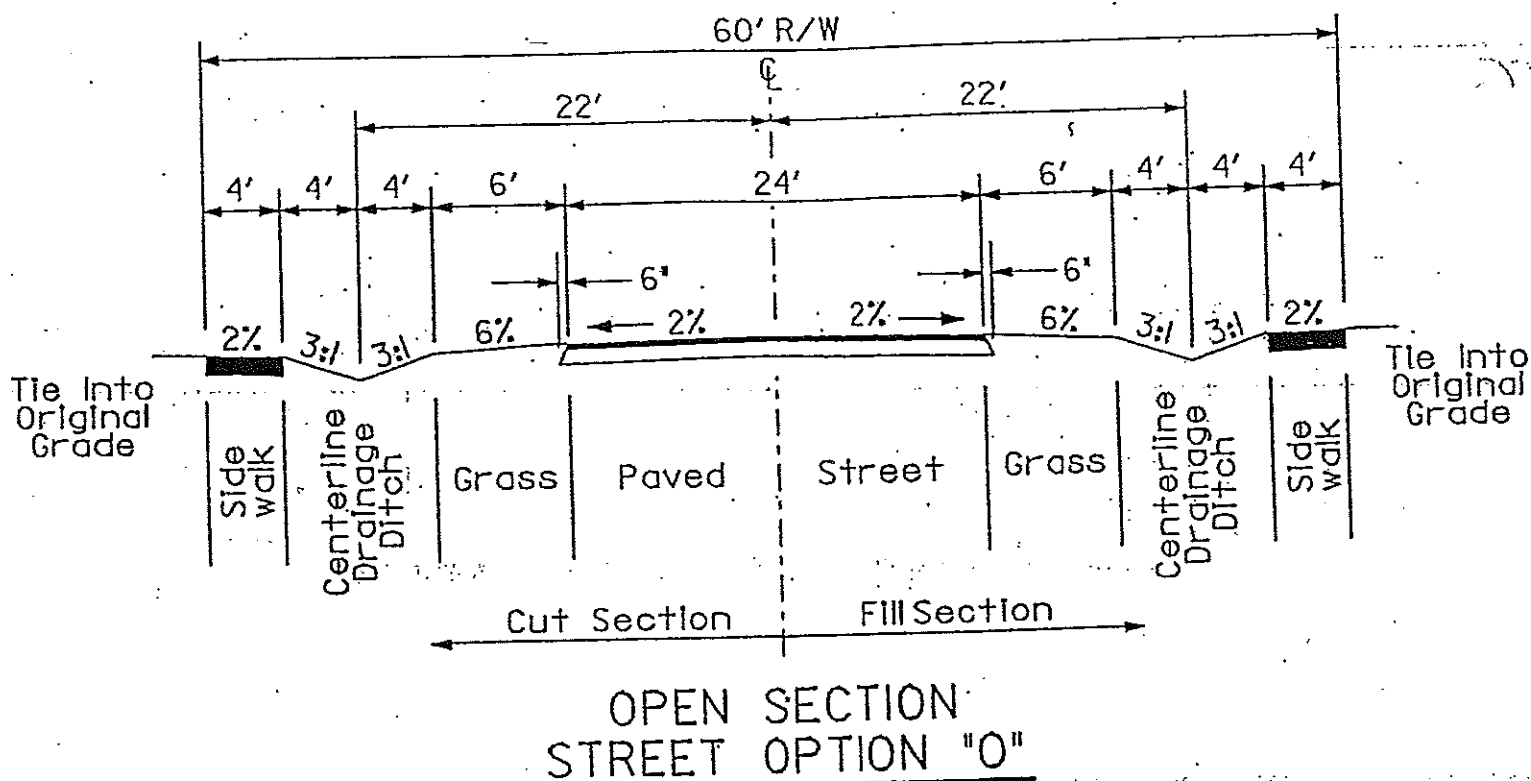 60' R/W
℄
22' 22'
4' 4' 4' 6' 24' 6' 4' 4' 4'
6" 6"
2% 3:1 3:1 6% 2% 2% 6% 3:1 3:1 2%
Tie Into
Original
Grade
Side
walk
Centerline
Drainage
Ditch
Grass
Paved
Street
Grass
Centerline
Drainage
Ditch
Side
walk
Tie Into
Original
Grade
Cut Section Fill Section
OPEN SECTION
STREET OPTION "O"